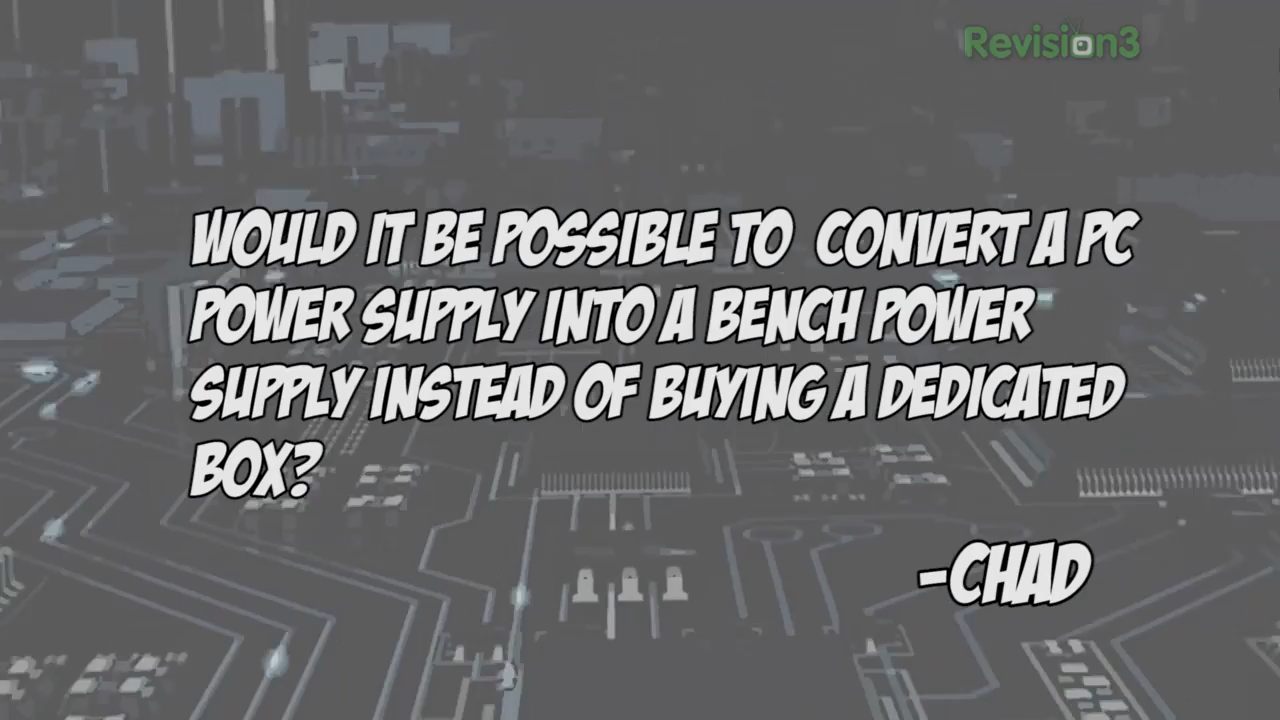 Revision3
WOULD IT BE POSSIBLE TO CONVERT A PC
POWER SUPPLY INTO A BENCH POWER
SUPPLY INSTEAD OF BUYING A DEDICATED
BOX?
-CHAD